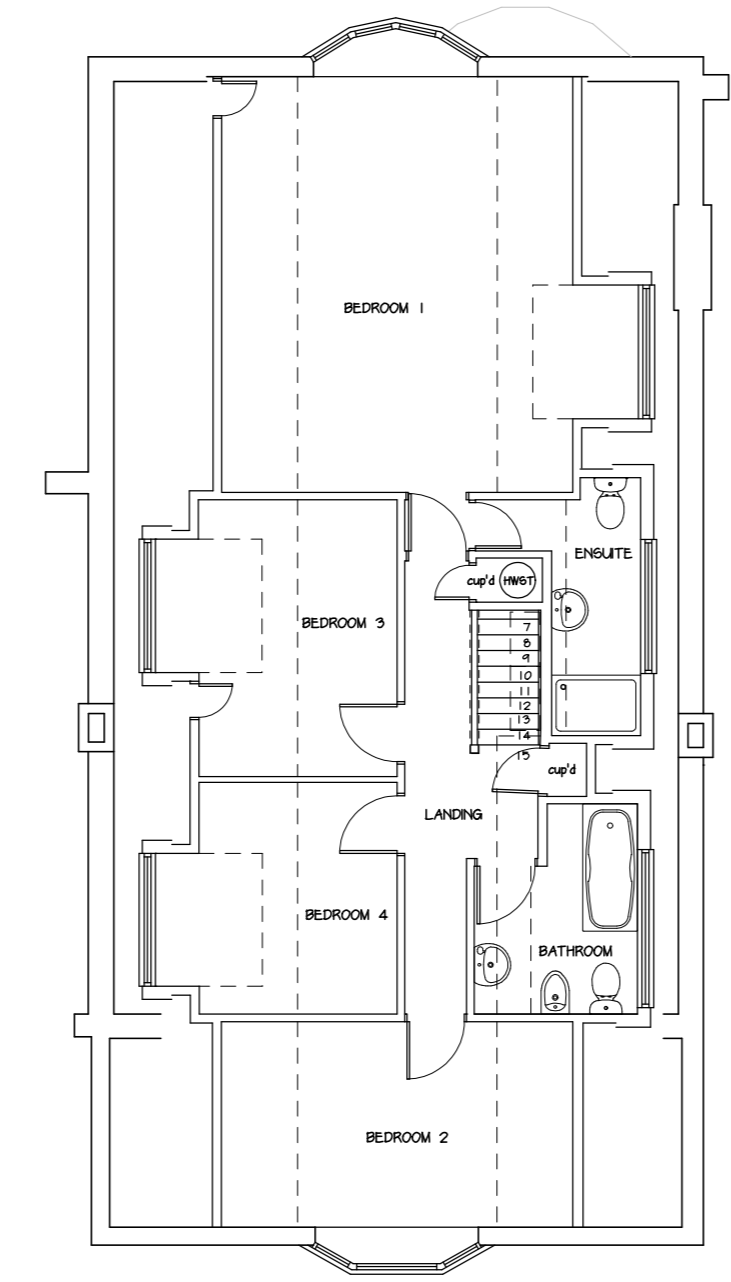 BEDROOM 1
ENSUITE
cup'd HWST
BEDROOM 3
7
8
9
10
11
12
13
14
15
cup'd
LANDING
BEDROOM 4
BATHROOM
BEDROOM 2